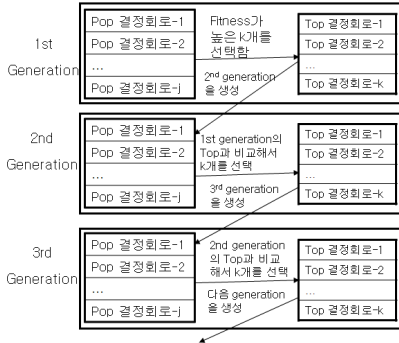 1st
Generation
Pop 결정회로-1
Pop 결정회로-2
...
Pop 결정회로-j
Fitness가
높은 k개를
선택함
2nd generation
을 생성
Top 결정회로-1
Top 결정회로-2
...
Top 결정회로-k
2nd
Generation
Pop 결정회로-1
Pop 결정회로-2
...
Pop 결정회로-j
1st generation의
Top과 비교해서
k개를 선택
3rd generation
을 생성
Top 결정회로-1
Top 결정회로-2
...
Top 결정회로-k
3rd
Generation
Pop 결정회로-1
Pop 결정회로-2
...
Pop 결정회로-j
2nd generation
의 Top과 비교
해서 k개를 선택
다음 generation
을 생성
Top 결정회로-1
Top 결정회로-2
...
Top 결정회로-k